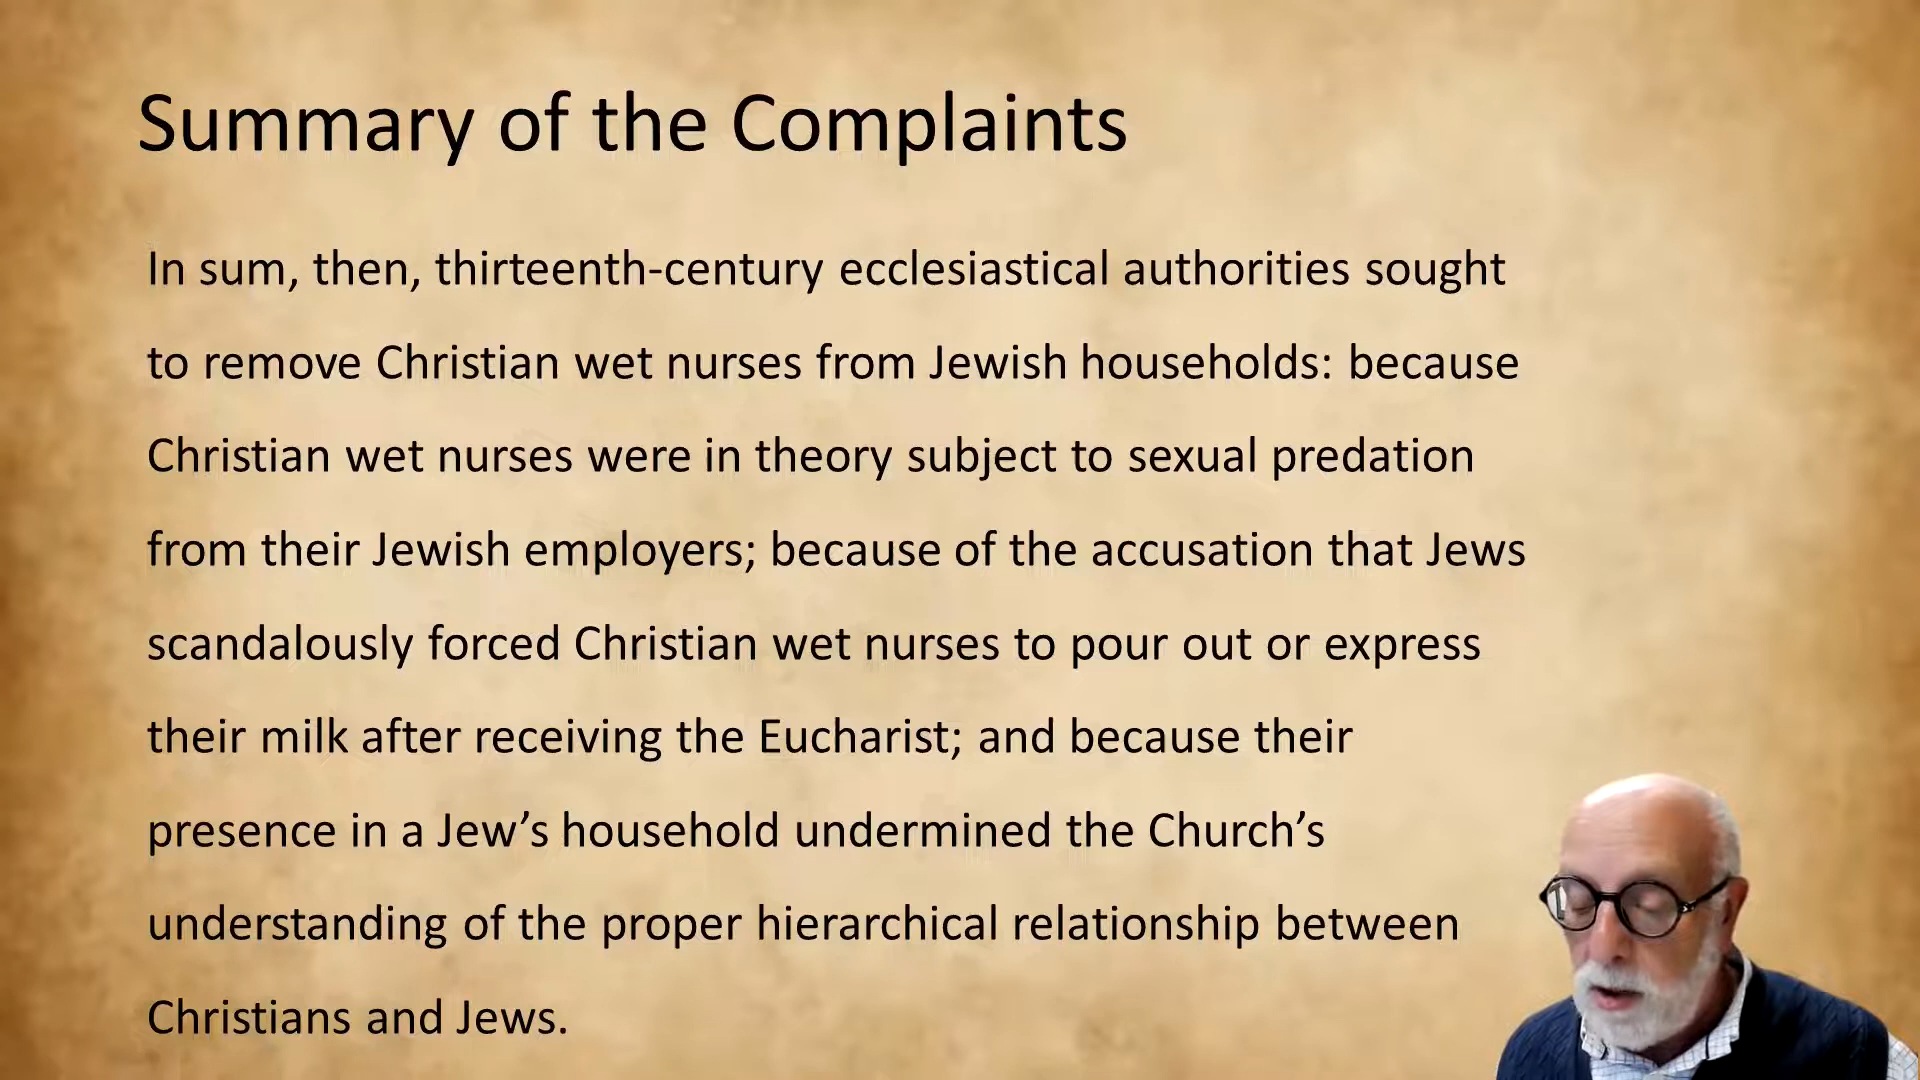 Summary of the Complaints
In sum, then, thirteenth-century ecclesiastical authorities sought
to remove Christian wet nurses from Jewish households: because
Christian wet nurses were in theory subject to sexual predation
from their Jewish employers; because of the accusation that Jews
scandalously forced Christian wet nurses to pour out or express
their milk after receiving the Eucharist; and because their
presence in a Jew’s household undermined the Church’s
understanding of the proper hierarchical relationship between
Christians and Jews.